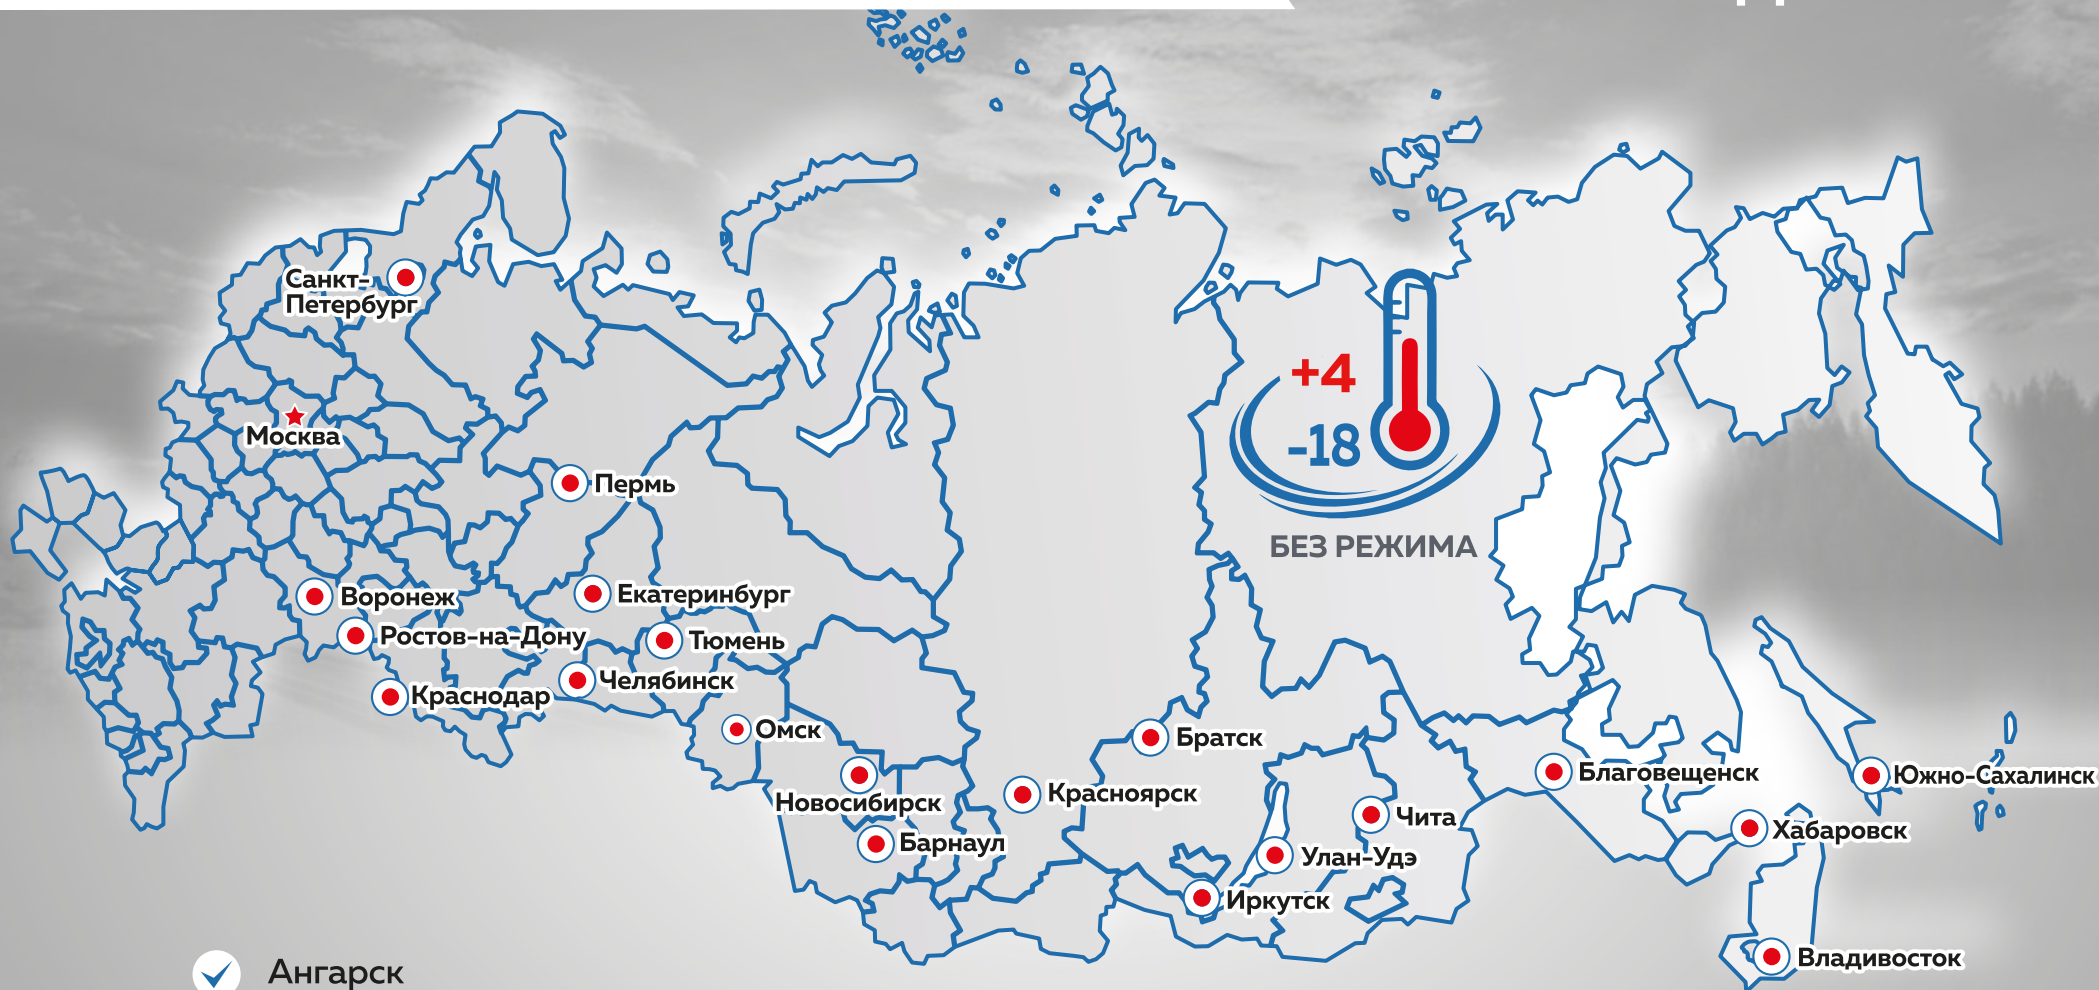 Санкт-
Петербург
Москва
Пермь
+4
-18
БЕЗ РЕЖИМА
Воронеж
Екатеринбург
Ростов-на-Дону
Тюмень
Челябинск
Краснодар
Омск
Братск
Новосибирск
Красноярск
Барнаул
Чита
Улан-Удэ
Иркутск
Благовещенск
Южно-Сахалинск
Хабаровск
Владивосток
Ангарск